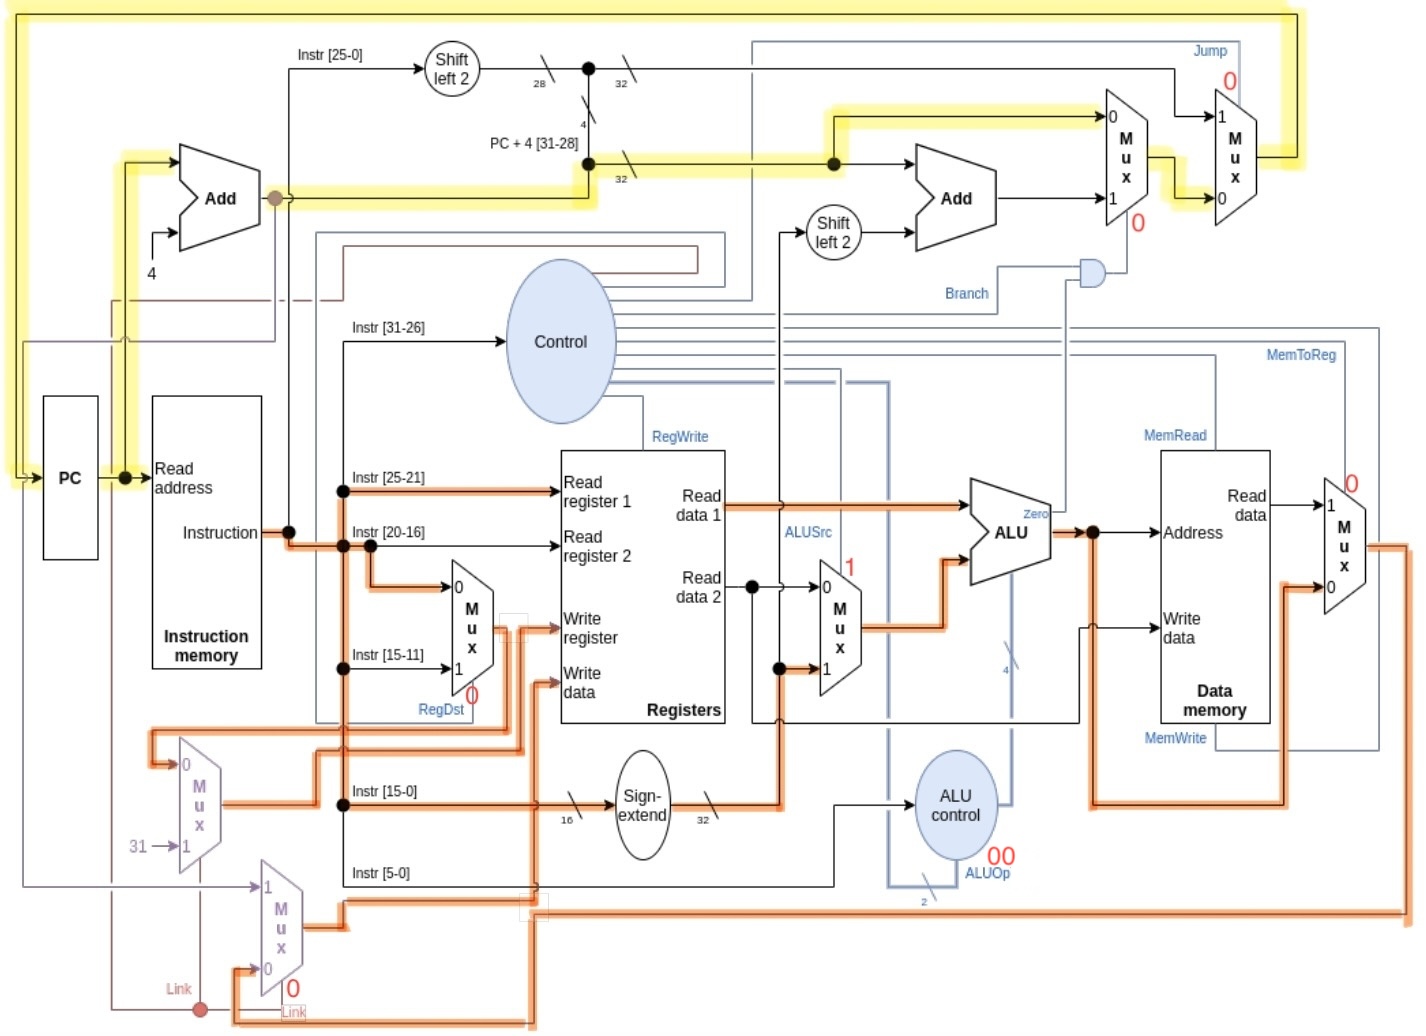 Jump
Instr [25-0]
Shift
left 2
28
32
0
4
0
1
M
u
x
1
M
u
x
PC + 4 [31-28]
32
Add
Add
1
0
Shift
left 2
0
4
Branch
Instr [31-26]
Control
MemToReg
RegWrite
MemRead
PC
Read
address
Instruction
Instruction
memory
Instr [25-21]
Instr [20-16]
Read
register 1
Read
register 2
Read
data 1
Read
data 2
Write
register
Write
data
Registers
ALUSrc
1
Zero
ALU
Address
Read
data
Write
data
Data
memory
MemWrite
0
1
M
u
x
0
0
M
u
x
1
0
M
u
x
1
Instr [15-11]
0
RegDst
4
0
M
u
x
31
1
Instr [15-0]
16
Sign-
extend
32
ALU
control
00
ALUOp
2
Instr [5-0]
1
M
u
x
0
0
Link
Link